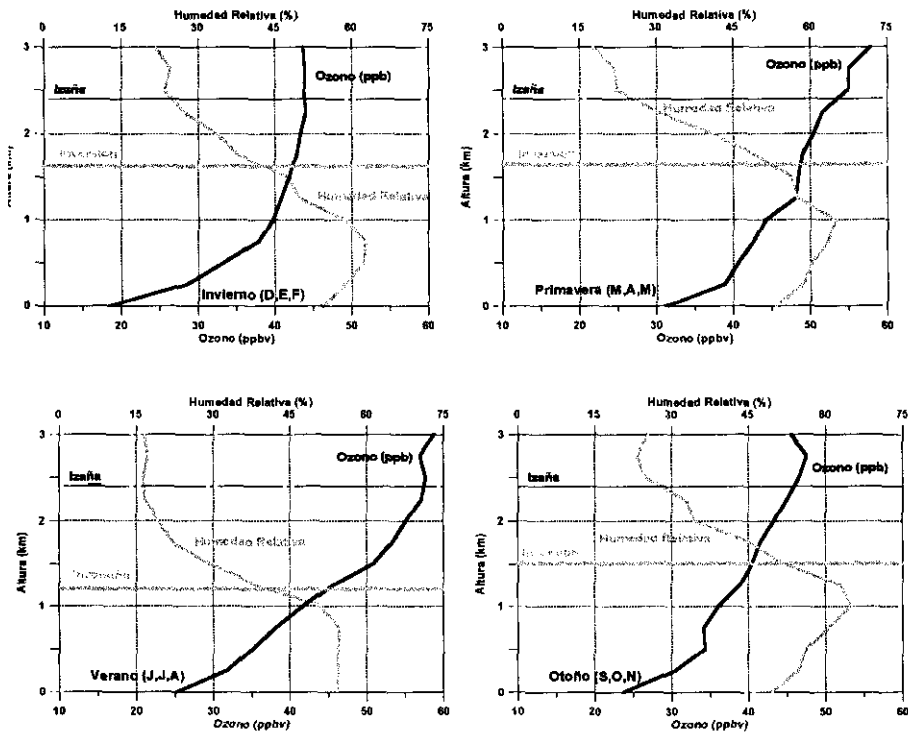 Humedad Relativa (%)
0 15 30 45 60 75
3
Ozono (ppb)
Izaña
2
Inversión
Humedad Relativa
1
Invierno (D,E,F)
0
10 20 30 40 50 60
Ozono (ppbv)
Humedad Relativa (%)
0 15 30 45 60 75
3
Ozono (ppb)
Izaña
Humedad Relativa
2
Altura (km)
1
Primavera (M,A,M)
0
10 20 30 40 50 60
Ozono (ppbv)
Humedad Relativa (%)
0 15 30 45 60 75
3
Ozono (ppb)
Izaña
2
Altura (km)
Humedad Relativa
1
Verano (J,J,A)
0
10 20 30 40 50 60
Ozono (ppbv)
Humedad Relativa (%)
0 15 30 45 60 75
3
Ozono (ppb)
Izaña
2
Altura (km)
Humedad Relativa
1
Otoño (S,O,N)
0
10 20 30 40 50 60
Ozono (ppbv)